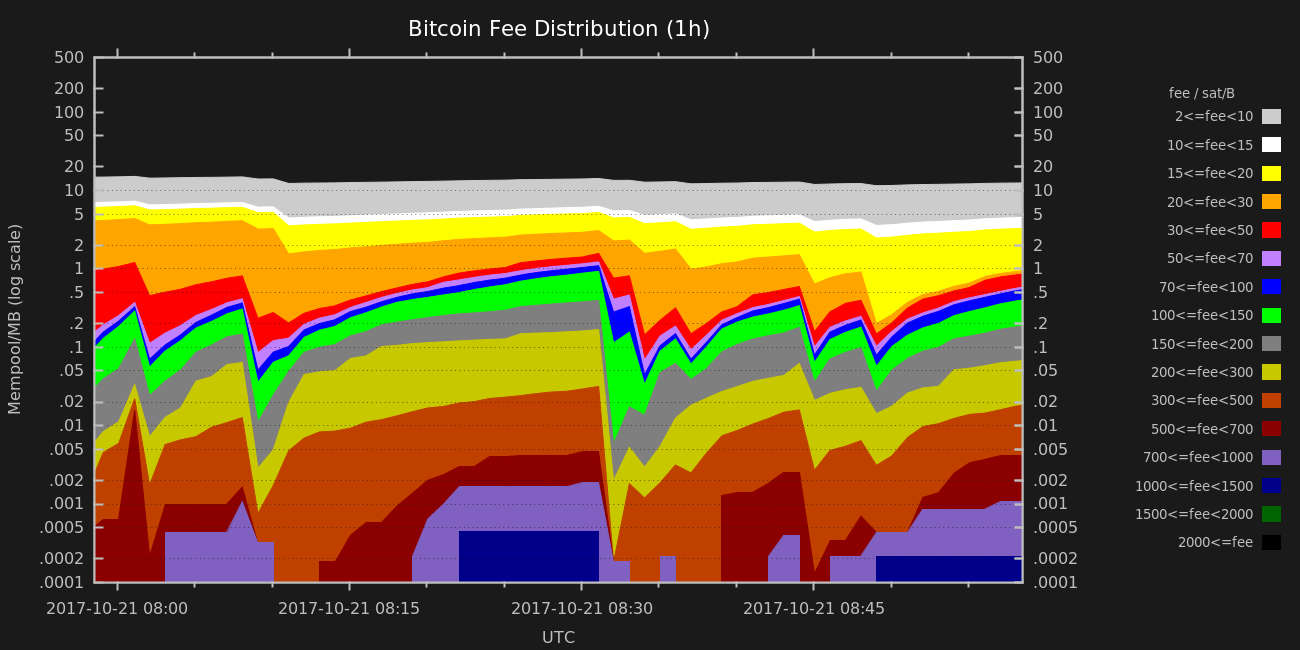 Bitcoin Fee Distribution (1h)
Mempool/MB (log scale)
500
200
100
50
20
10
5
2
1
.5
.2
.1
.05
.02
.01
.005
.002
.001
.0005
.0002
.0001
500
200
100
50
20
10
5
2
1
.5
.2
.1
.05
.02
.01
.005
.002
.001
.0005
.0002
.0001
2017-10-21 08:00
2017-10-21 08:15
2017-10-21 08:30
2017-10-21 08:45
UTC
fee / sat/B
2<=fee<10
10<=fee<15
15<=fee<20
20<=fee<30
30<=fee<50
50<=fee<70
70<=fee<100
100<=fee<150
150<=fee<200
200<=fee<300
300<=fee<500
500<=fee<700
700<=fee<1000
1000<=fee<1500
1500<=fee<2000
2000<=fee